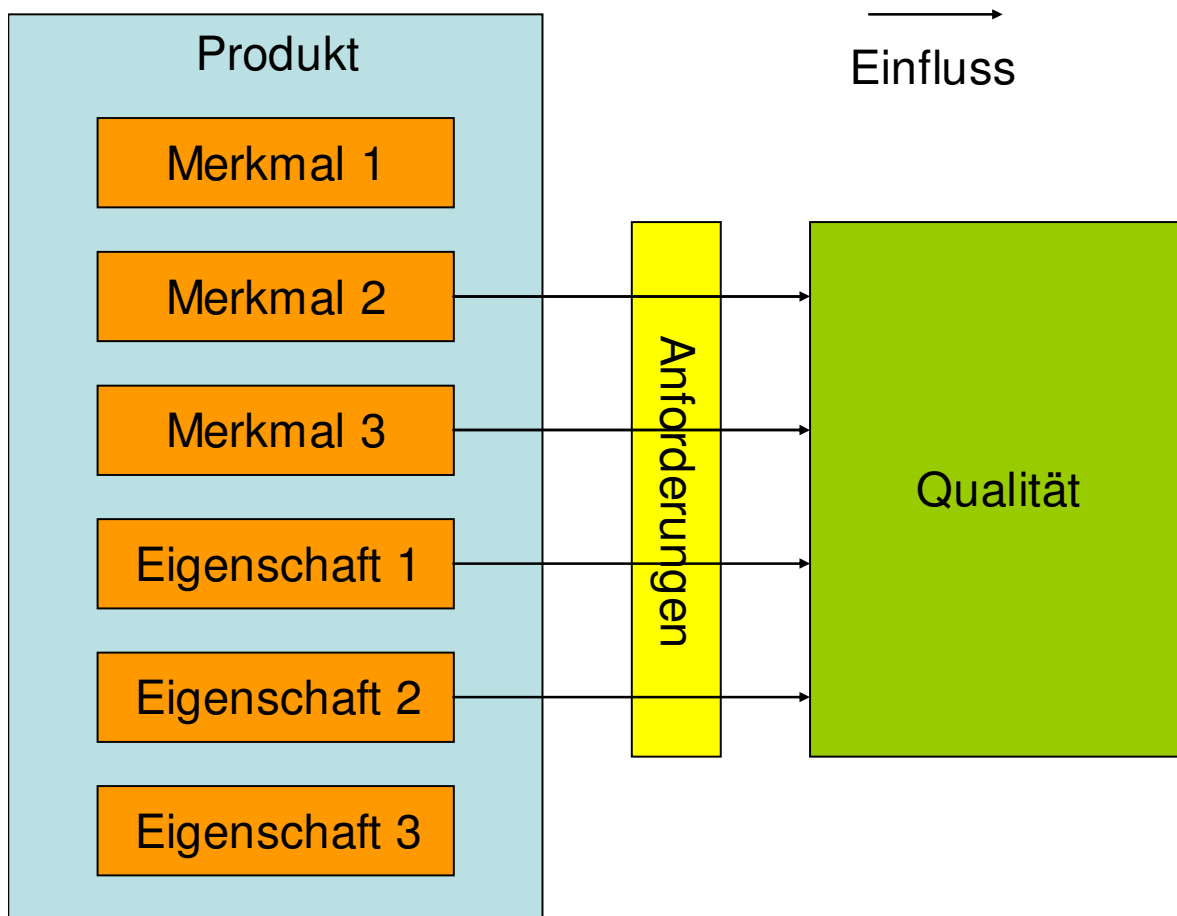 Produkt
Einfluss
Merkmal 1
Merkmal 2
Merkmal 3
Eigenschaft 1
Eigenschaft 2
Eigenschaft 3
Anforderungen
Qualität